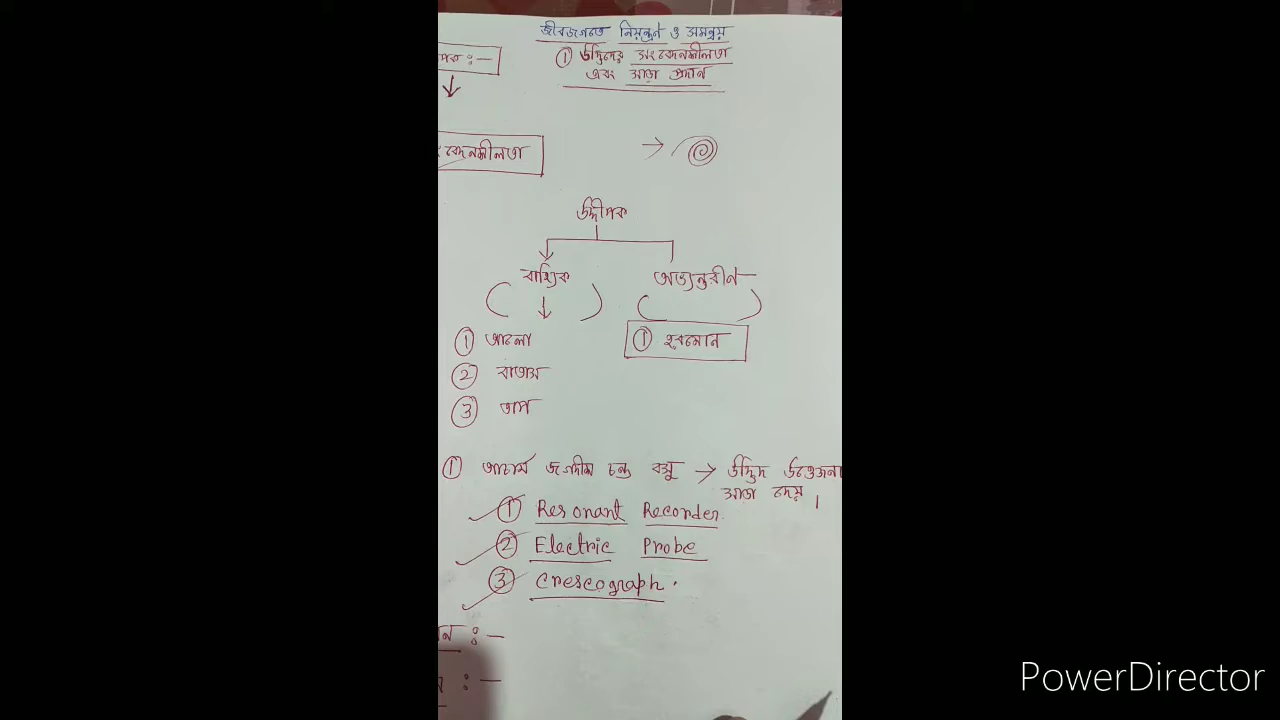 জীবজগতে নিয়ন্ত্রণ ও সমন্বয়
① উদ্ভিদের সংবেদনশীলতা
এবং সাড়া প্রদান
পক :—
বেদনশীলতা
উদ্দীপক
বাহ্যিক অভ্যন্তরীণ
① আলো ① হরমোন
② বাতাস
③ তাপ
① আচার্য জগদীশ চন্দ্র বসু → উদ্ভিদ উত্তেজনা
সাড়া দেয় ।
① Resonant Recorder
② Electric Probe
③ Crescograph.
ন :—
:—
PowerDirector